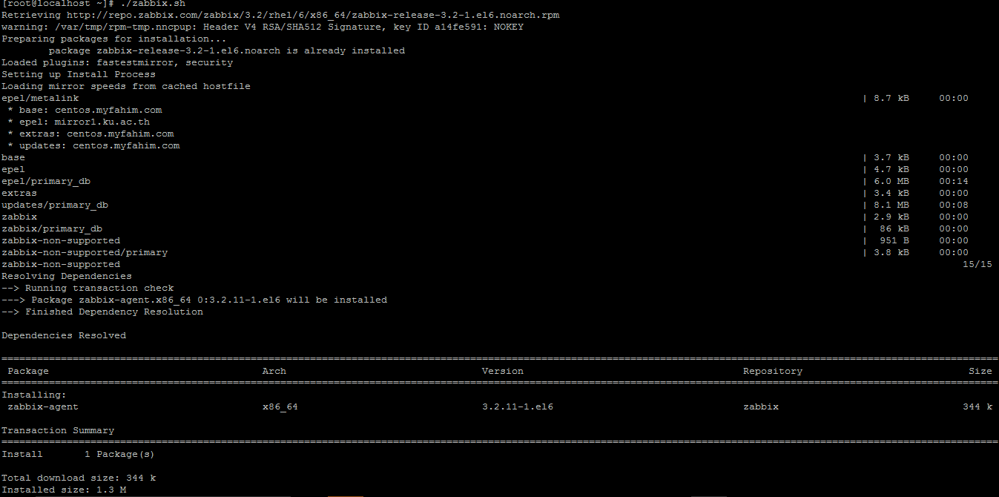 [root@localhost ~]# ./zabbix.sh
Retrieving http://repo.zabbix.com/zabbix/3.2/rhel/6/x86_64/zabbix-release-3.2-1.el6.noarch.rpm
warning: /var/tmp/rpm-tmp.nncpup: Header V4 RSA/SHA512 Signature, key ID a14fe591: NOKEY
Preparing packages for installation...
        package zabbix-release-3.2-1.el6.noarch is already installed
Loaded plugins: fastestmirror, security
Setting up Install Process
Loading mirror speeds from cached hostfile
epel/metalink | 8.7 kB 00:00
 * base: centos.myfahim.com
 * epel: mirror1.ku.ac.th
 * extras: centos.myfahim.com
 * updates: centos.myfahim.com
base | 3.7 kB 00:00
epel | 4.7 kB 00:00
epel/primary_db | 6.0 MB 00:14
extras | 3.4 kB 00:00
updates/primary_db | 8.1 MB 00:08
zabbix | 2.9 kB 00:00
zabbix/primary_db | 86 kB 00:00
zabbix-non-supported | 951 B 00:00
zabbix-non-supported/primary | 3.8 kB 00:00
zabbix-non-supported 15/15
Resolving Dependencies
--> Running transaction check
---> Package zabbix-agent.x86_64 0:3.2.11-1.el6 will be installed
--> Finished Dependency Resolution
Dependencies Resolved
Package Arch Version Repository Size
Installing:
 zabbix-agent x86_64 3.2.11-1.el6 zabbix 344 k
Transaction Summary
Install 1 Package(s)
Total download size: 344 k
Installed size: 1.3 M